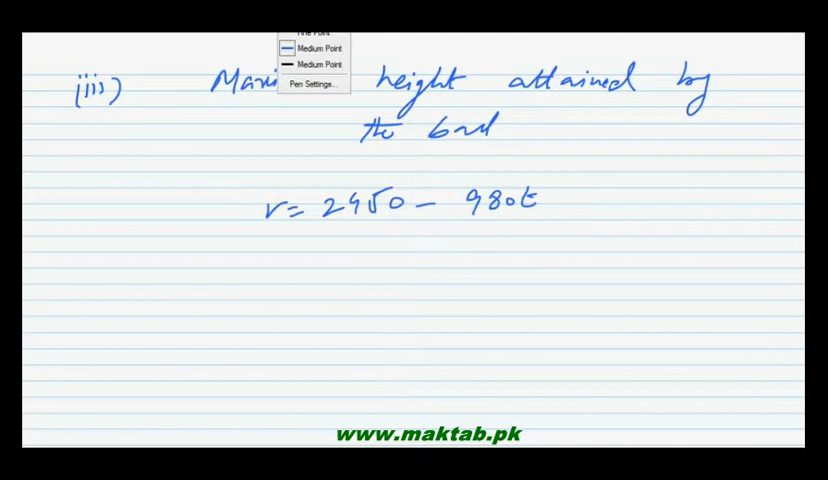 Fine Point
Medium Point
Medium Point
Pen Settings...
(iii) Maxi height attained by
the ball
v = 2450 - 980t
www.maktab.pk